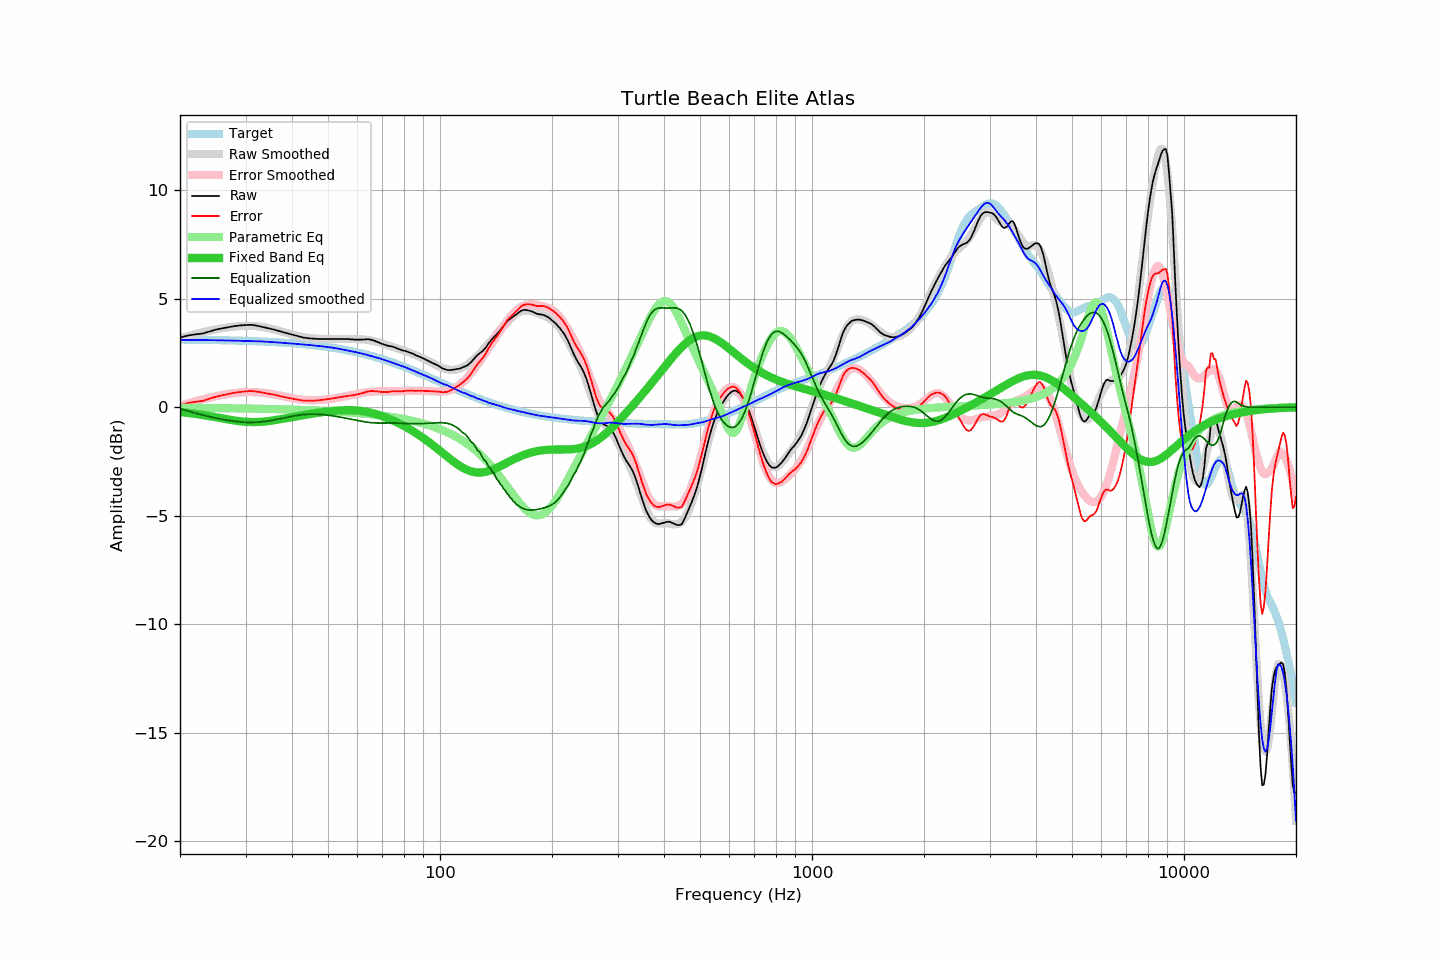 Turtle Beach Elite Atlas
Target
Raw Smoothed
Error Smoothed
Raw
Error
Parametric Eq
Fixed Band Eq
Equalization
Equalized smoothed
10
5
0
−5
−10
−15
−20
Amplitude (dBr)
100
1000
10000
Frequency (Hz)